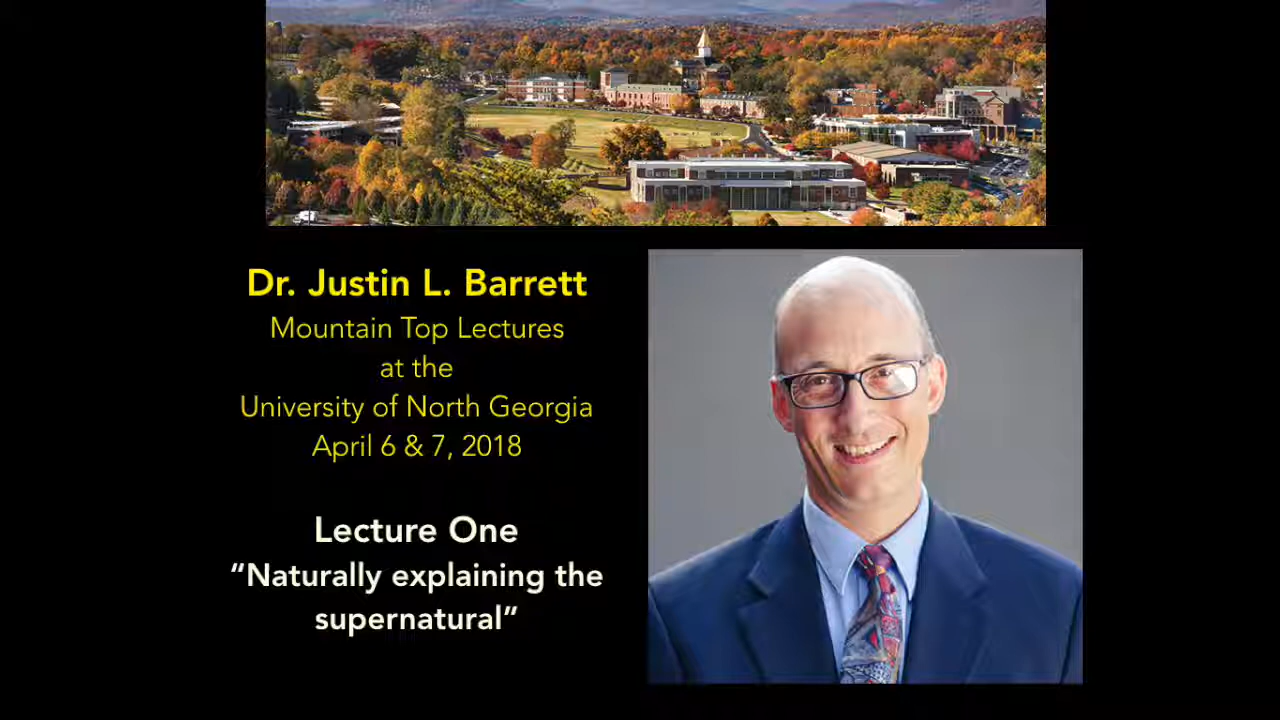 Dr. Justin L. Barrett
Mountain Top Lectures
at the
University of North Georgia
April 6 & 7, 2018
Lecture One
“Naturally explaining the
supernatural”